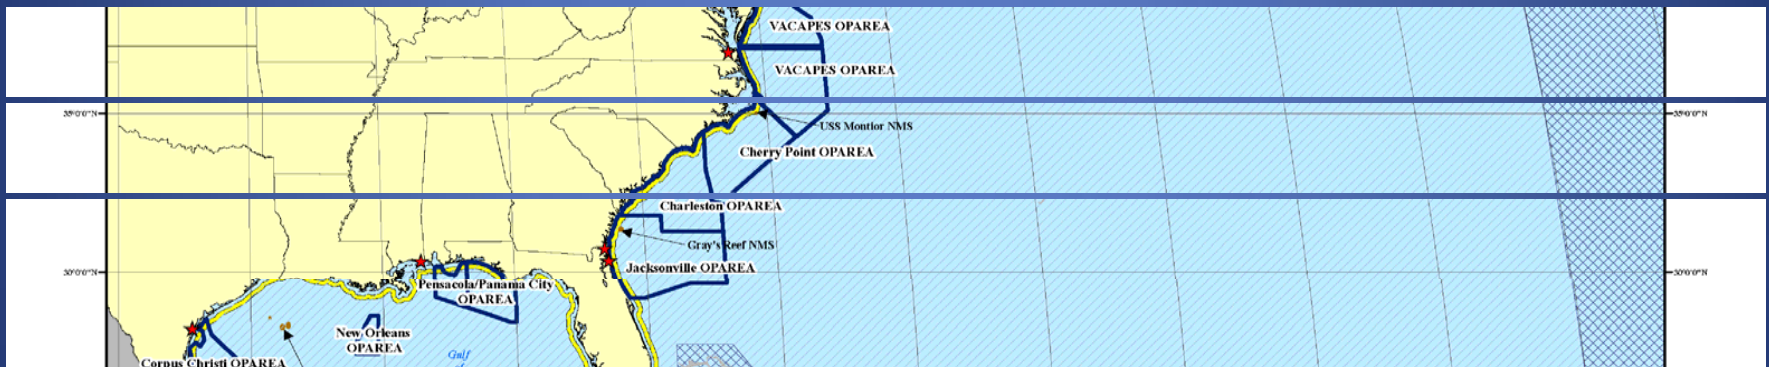 VACAPES OPAREA
VACAPES OPAREA
35°0'0"N
35°0'0"N
USS Montior NMS
Cherry Point OPAREA
Charleston OPAREA
Gray's Reef NMS
30°0'0"N
Jacksonville OPAREA
30°0'0"N
Pensacola/Panama City
OPAREA
New Orleans
OPAREA
Gulf
Corpus Christi OPAREA